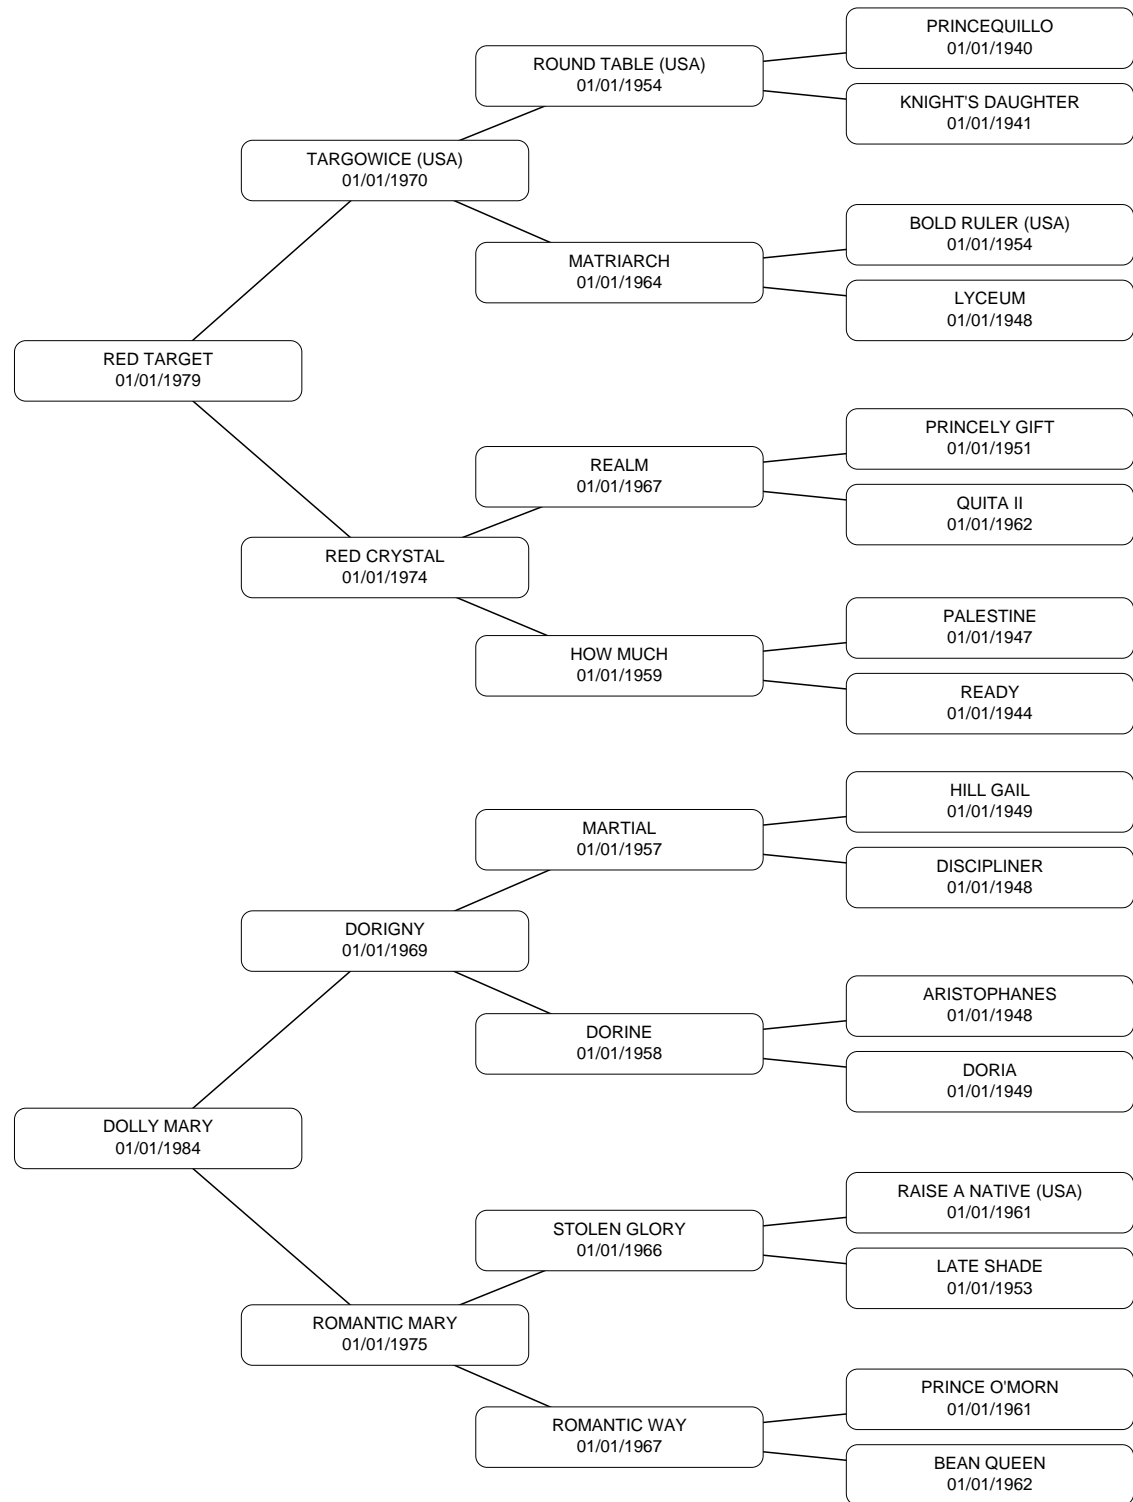 PRINCEQUILLO
01/01/1940
ROUND TABLE (USA)
01/01/1954
KNIGHT'S DAUGHTER
01/01/1941
TARGOWICE (USA)
01/01/1970
BOLD RULER (USA)
01/01/1954
MATRIARCH
01/01/1964
LYCEUM
01/01/1948
RED TARGET
01/01/1979
PRINCELY GIFT
01/01/1951
REALM
01/01/1967
QUITA II
01/01/1962
RED CRYSTAL
01/01/1974
PALESTINE
01/01/1947
HOW MUCH
01/01/1959
READY
01/01/1944
HILL GAIL
01/01/1949
MARTIAL
01/01/1957
DISCIPLINER
01/01/1948
DORIGNY
01/01/1969
ARISTOPHANES
01/01/1948
DORINE
01/01/1958
DORIA
01/01/1949
DOLLY MARY
01/01/1984
RAISE A NATIVE (USA)
01/01/1961
STOLEN GLORY
01/01/1966
LATE SHADE
01/01/1953
ROMANTIC MARY
01/01/1975
PRINCE O'MORN
01/01/1961
ROMANTIC WAY
01/01/1967
BEAN QUEEN
01/01/1962